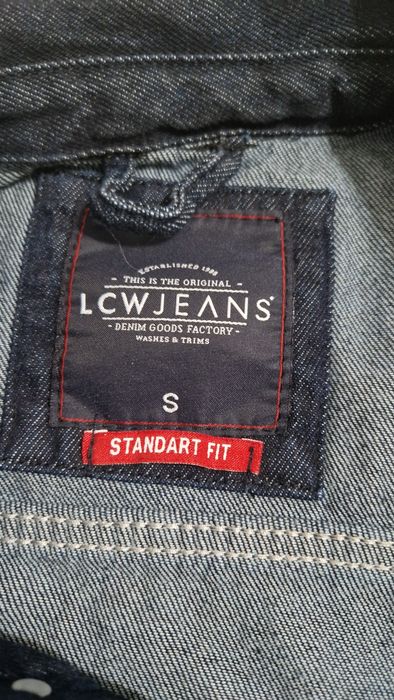 ESTABLISHED 1988
- THIS IS THE ORIGINAL -
LCWJEANS
- DENIM GOODS FACTORY -
WASHES & TRIMS
S
STANDART FIT